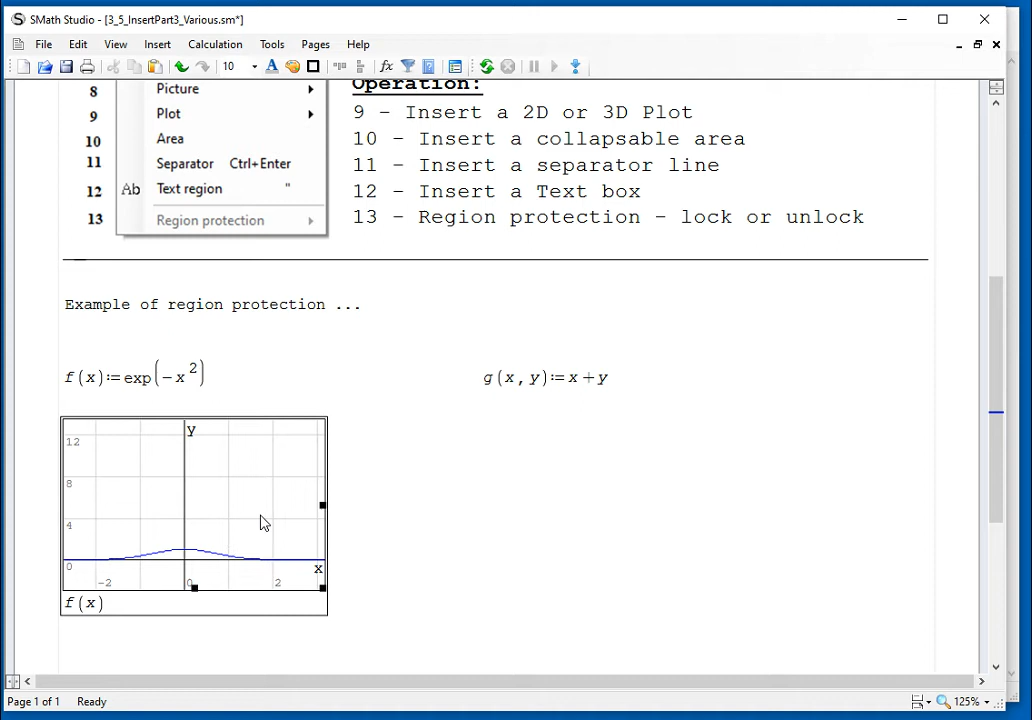 SMath Studio - [3_5_InsertPart3_Various.sm*]
File Edit View Insert Calculation Tools Pages Help
10 A fx
8 Picture
9 Plot
10 Area
11 Separator Ctrl+Enter
12 Ab Text region "
13 Region protection
Operation:
9 - Insert a 2D or 3D Plot
10 - Insert a collapsable area
11 - Insert a separator line
12 - Insert a Text box
13 - Region protection - lock or unlock
Example of region protection ...
f(x):=exp(-x^2)
g(x,y):=x+y
y
12
8
4
0
x
-2 0 2
f(x)
Page 1 of 1 Ready 125%